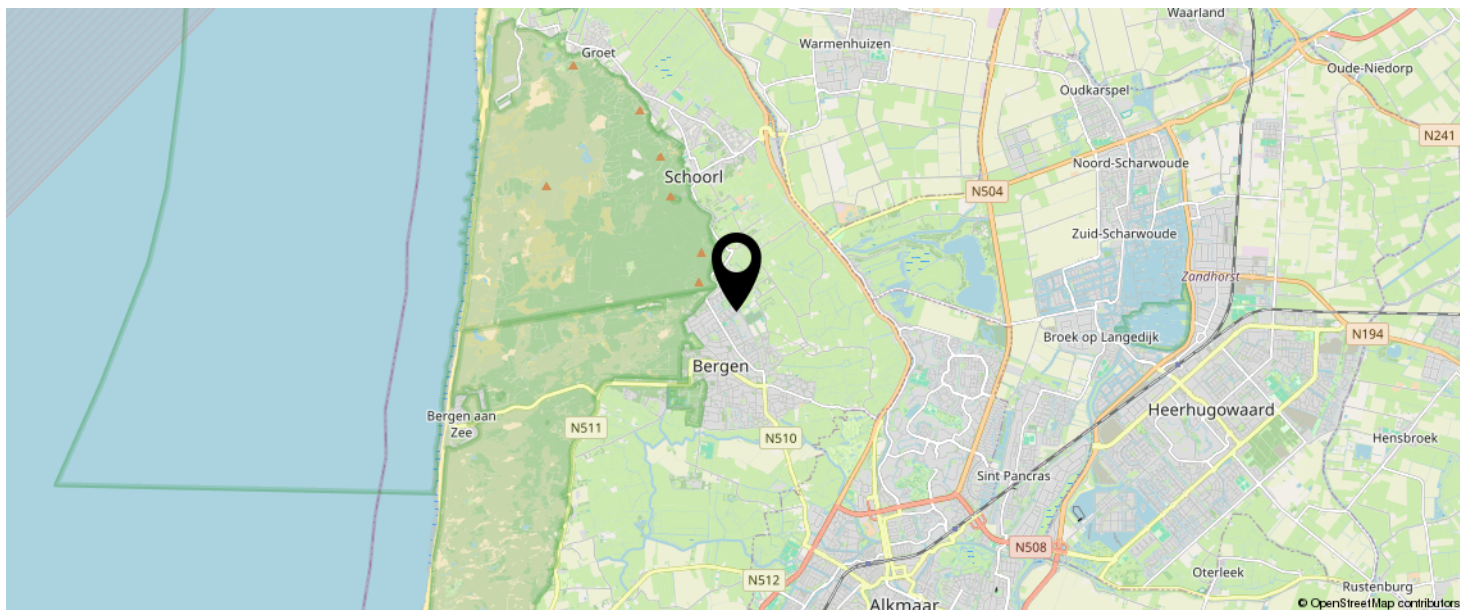 Waarland
Groet
Warmenhuizen
Oude-Niedorp
Oudkarspel
N241
Noord-Scharwoude
Schoorl
N504
Zuid-Scharwoude
Zandhorst
N194
Broek op Langedijk
Bergen
Heerhugowaard
Bergen aan
Zee
N511
N510
Hensbroek
Sint Pancras
N508
Oterleek
N512
Rustenburg
Alkmaar
© OpenStreetMap contributors